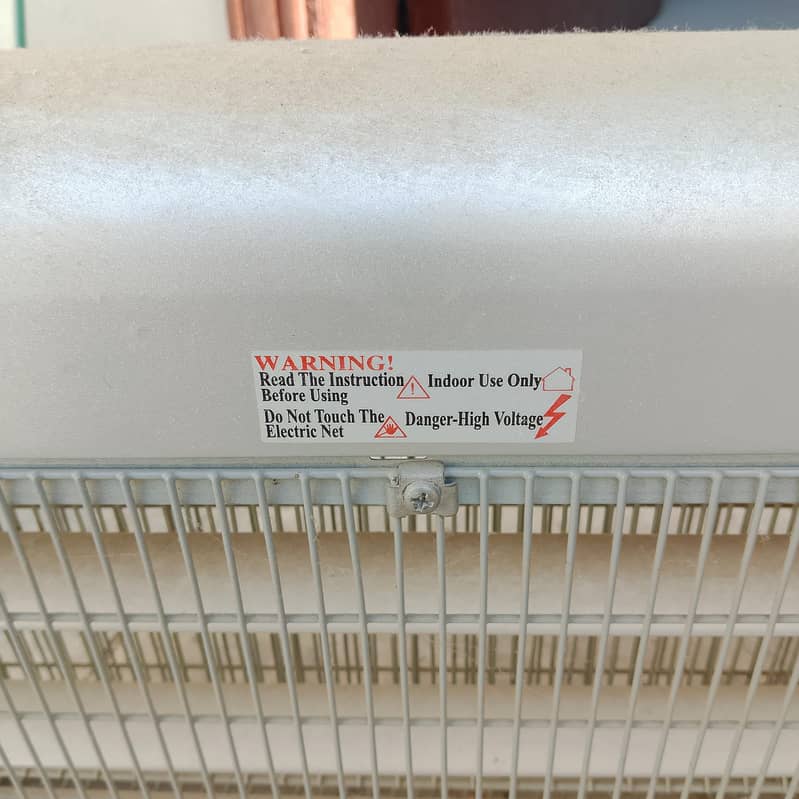 WARNING!
Read The Instruction
Before Using
Indoor Use Only
Do Not Touch The
Electric Net
Danger-High Voltage